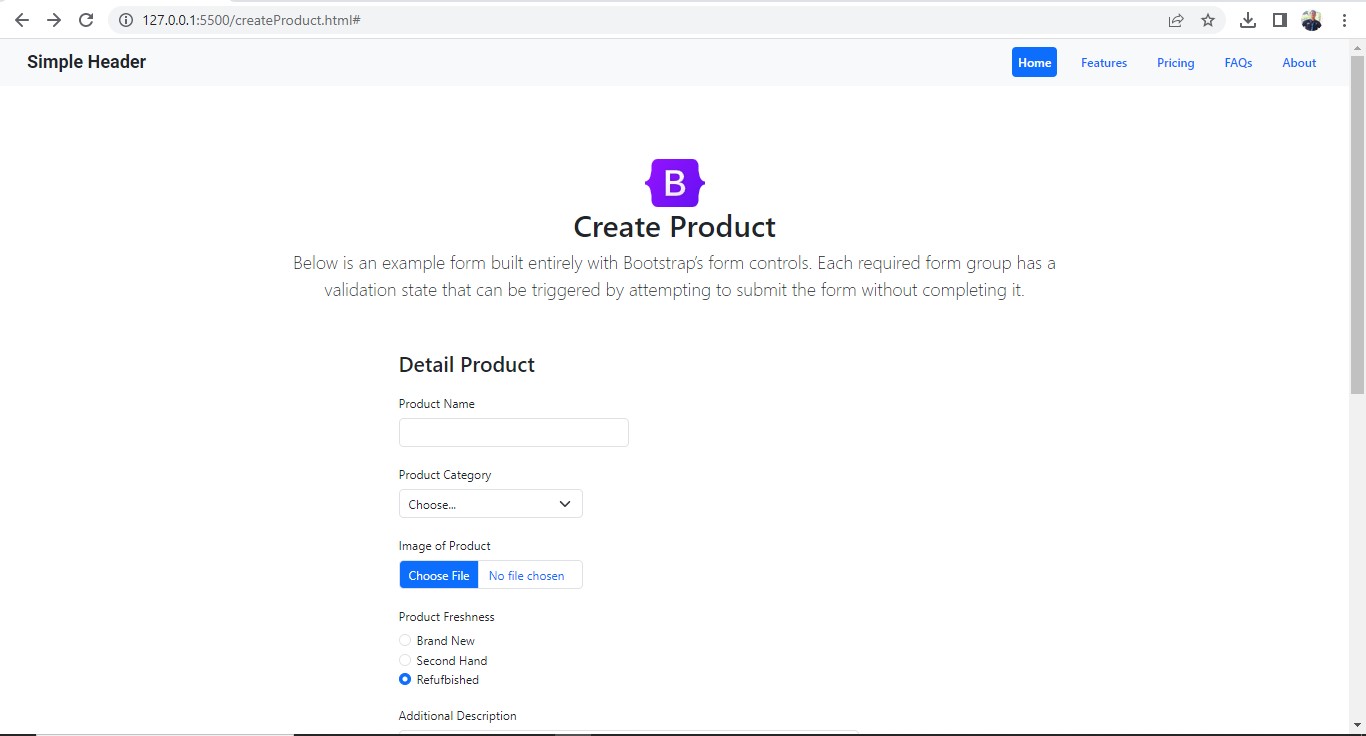 127.0.0.1:5500/createProduct.html#
Simple Header
Home Features Pricing FAQs About
B
Create Product
Below is an example form built entirely with Bootstrap’s form controls. Each required form group has a
validation state that can be triggered by attempting to submit the form without completing it.
Detail Product
Product Name
Product Category
Choose...
Image of Product
Choose File No file chosen
Product Freshness
Brand New
Second Hand
Refufbished
Additional Description